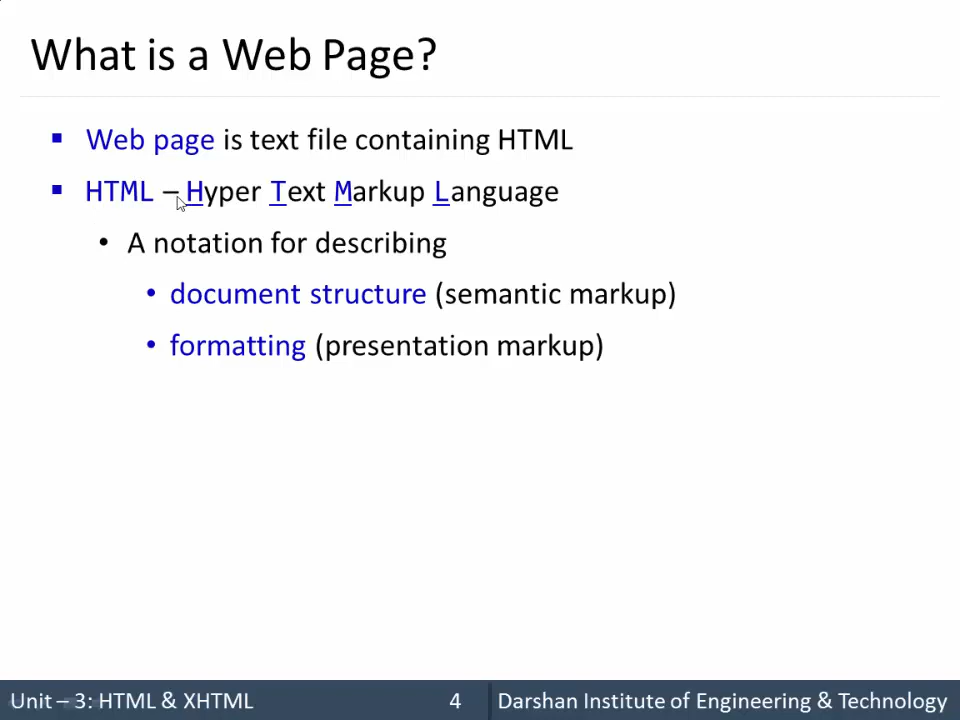 What is a Web Page?
▪ Web page is text file containing HTML
▪ HTML – Hyper Text Markup Language
• A notation for describing
• document structure (semantic markup)
• formatting (presentation markup)
Unit – 3: HTML & XHTML 4 Darshan Institute of Engineering & Technology